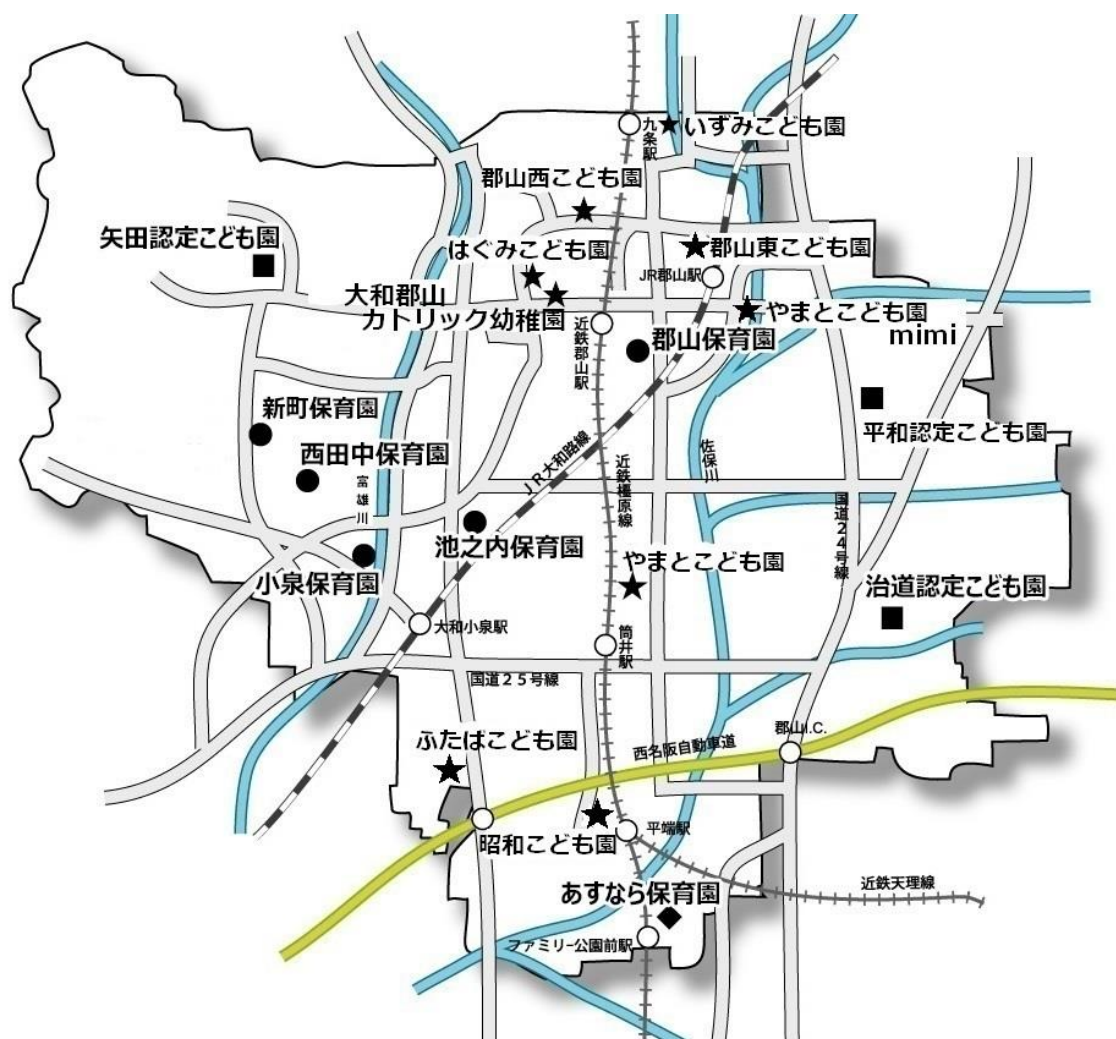 九条駅
いずみこども園
郡山西こども園
矢田認定こども園
はぐみこども園
郡山東こども園
JR郡山駅
大和郡山
カトリック幼稚園
やまとこども園
mimi
近鉄郡山駅
郡山保育園
新町保育園
平和認定こども園
西田中保育園
富雄川
JR大和路線
近鉄橿原線
佐保川
国道24号線
池之内保育園
やまとこども園
小泉保育園
治道認定こども園
大和小泉駅
筒井駅
国道25号線
郡山I.C.
ふたばこども園
西名阪自動車道
昭和こども園
平端駅
あすなら保育園
近鉄天理線
ファミリー公園前駅